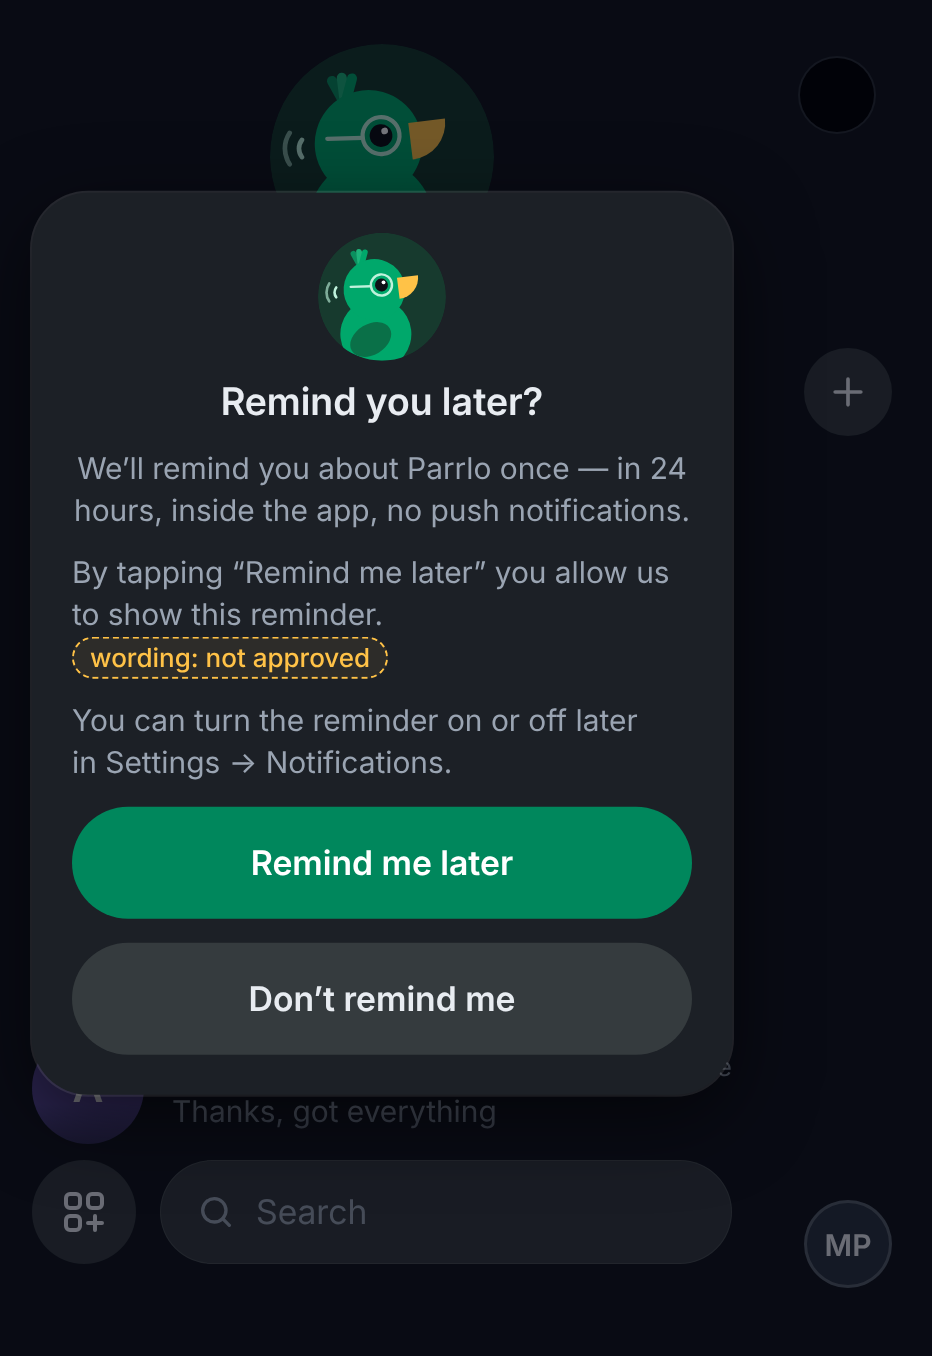 Remind you later?
We’ll remind you about Parrlo once — in 24
hours, inside the app, no push notifications.
By tapping “Remind me later” you allow us
to show this reminder.
wording: not approved
You can turn the reminder on or off later
in Settings → Notifications.
Remind me later
Don’t remind me
Thanks, got everything
Search
MP